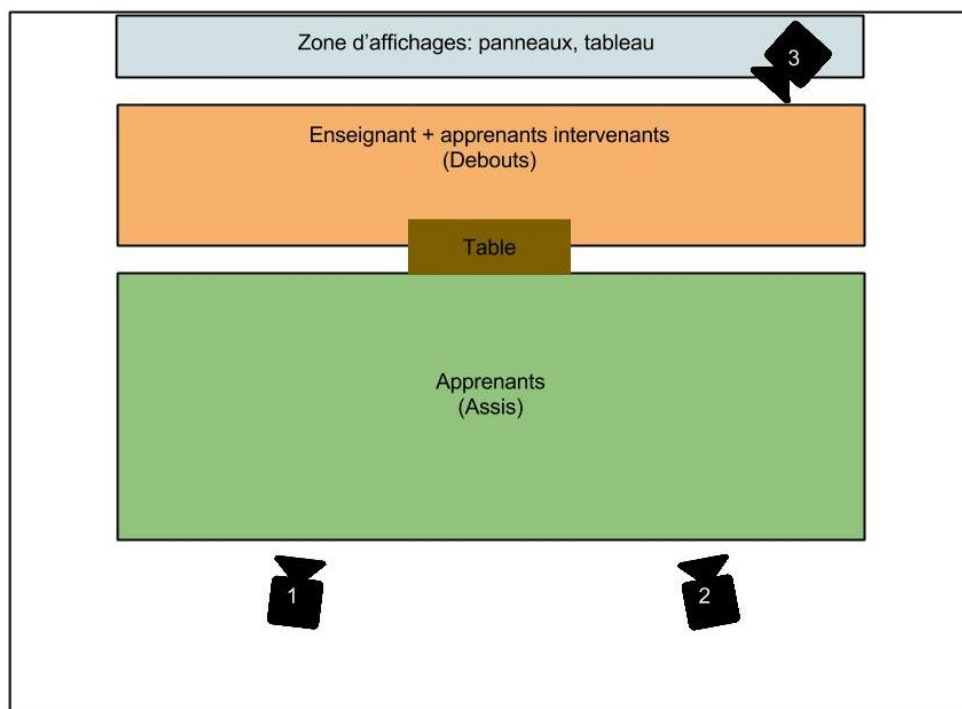 Zone d'affichages: panneaux, tableau
3
Enseignant + apprenants intervenants
(Debouts)
Table
Apprenants
(Assis)
1
2